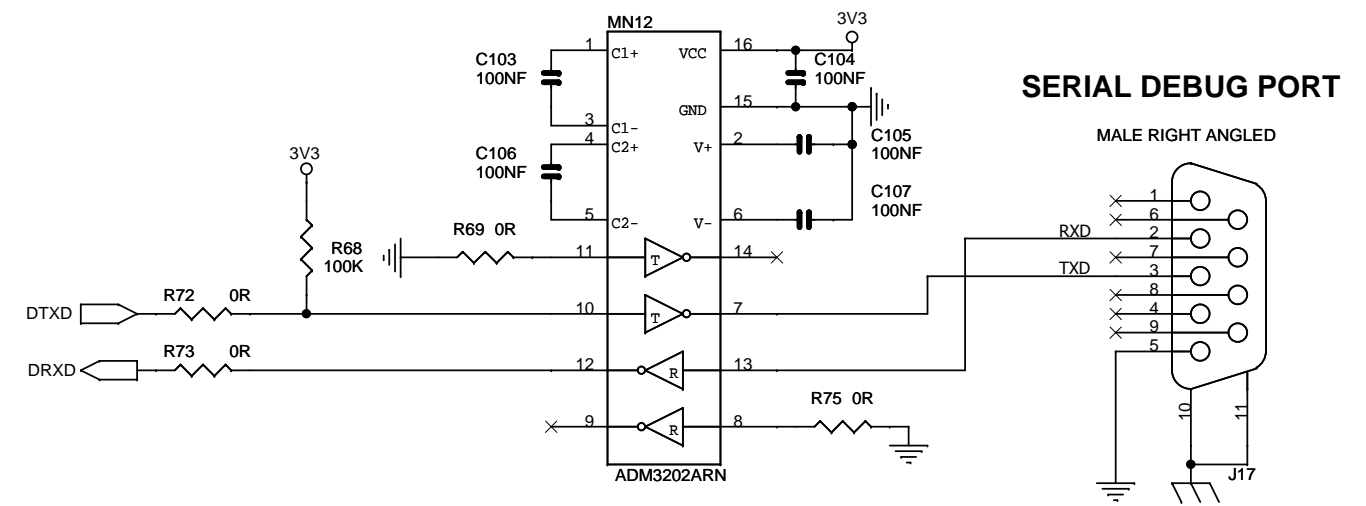 MN12
3V3
1
C1+
VCC
16
C103
100NF
C104
100NF
SERIAL DEBUG PORT
GND
15
3
C1-
4
C2+
V+
2
C105
100NF
MALE RIGHT ANGLED
3V3
C106
100NF
C107
100NF
5
C2-
V-
6
1
6
RXD
2
R69 0R
R68
100K
11
T
14
7
TXD
3
R72 0R
8
DTXD
10
T
7
4
9
R73 0R
5
DRXD
12
R
13
R75 0R
10
11
9
R
8
ADM3202ARN
J17